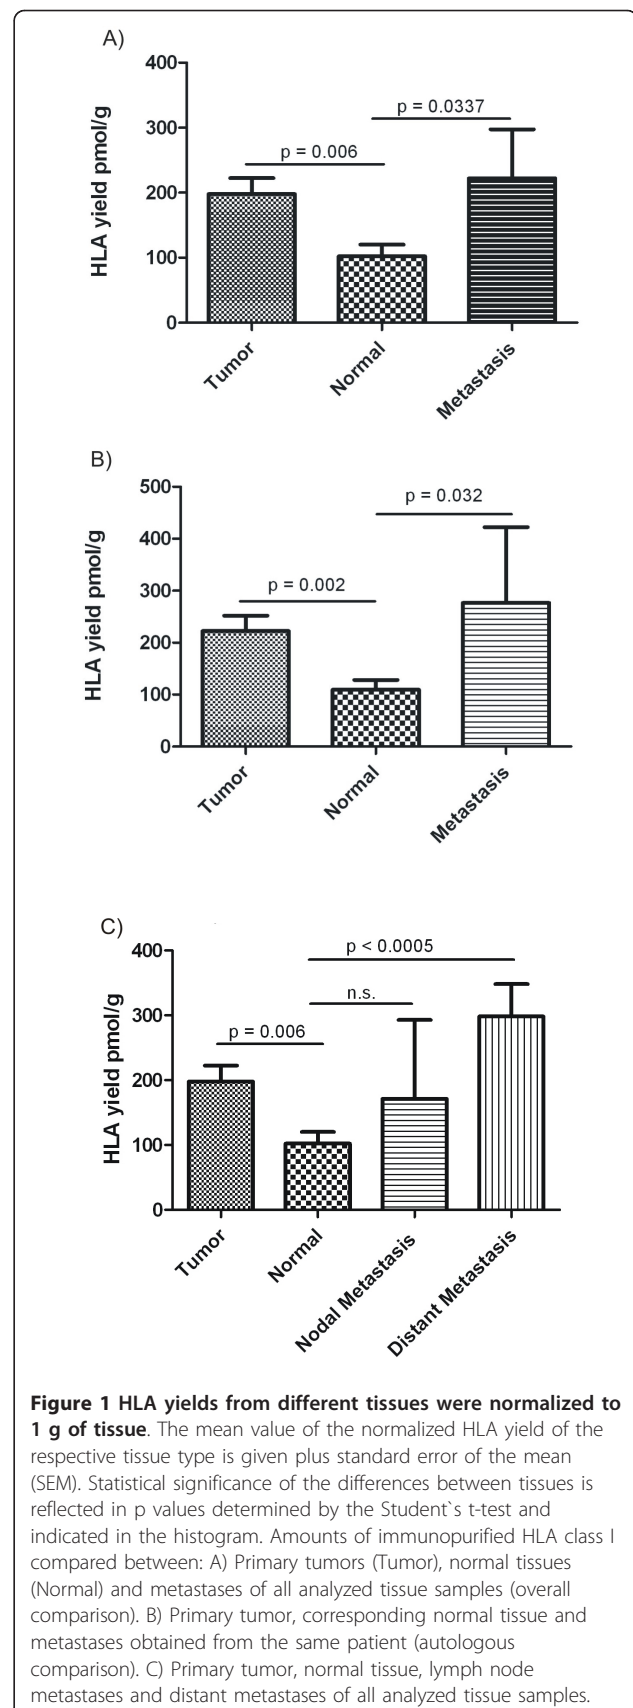 A)
400
300
200
100
0
HLA yield pmol/g
p = 0.006
p = 0.0337
Tumor
Normal
Metastasis
B)
500
400
300
200
100
0
HLA yield pmol/g
p = 0.002
p = 0.032
Tumor
Normal
Metastasis
C)
400
300
200
100
0
HLA yield pmol/g
p = 0.006
n.s.
p < 0.0005
Tumor
Normal
Nodal Metastasis
Distant Metastasis
Figure 1 HLA yields from different tissues were normalized to
1 g of tissue. The mean value of the normalized HLA yield of the
respective tissue type is given plus standard error of the mean
(SEM). Statistical significance of the differences between tissues is
reflected in p values determined by the Student`s t-test and
indicated in the histogram. Amounts of immunopurified HLA class I
compared between: A) Primary tumors (Tumor), normal tissues
(Normal) and metastases of all analyzed tissue samples (overall
comparison). B) Primary tumor, corresponding normal tissue and
metastases obtained from the same patient (autologous
comparison). C) Primary tumor, normal tissue, lymph node
metastases and distant metastases of all analyzed tissue samples.